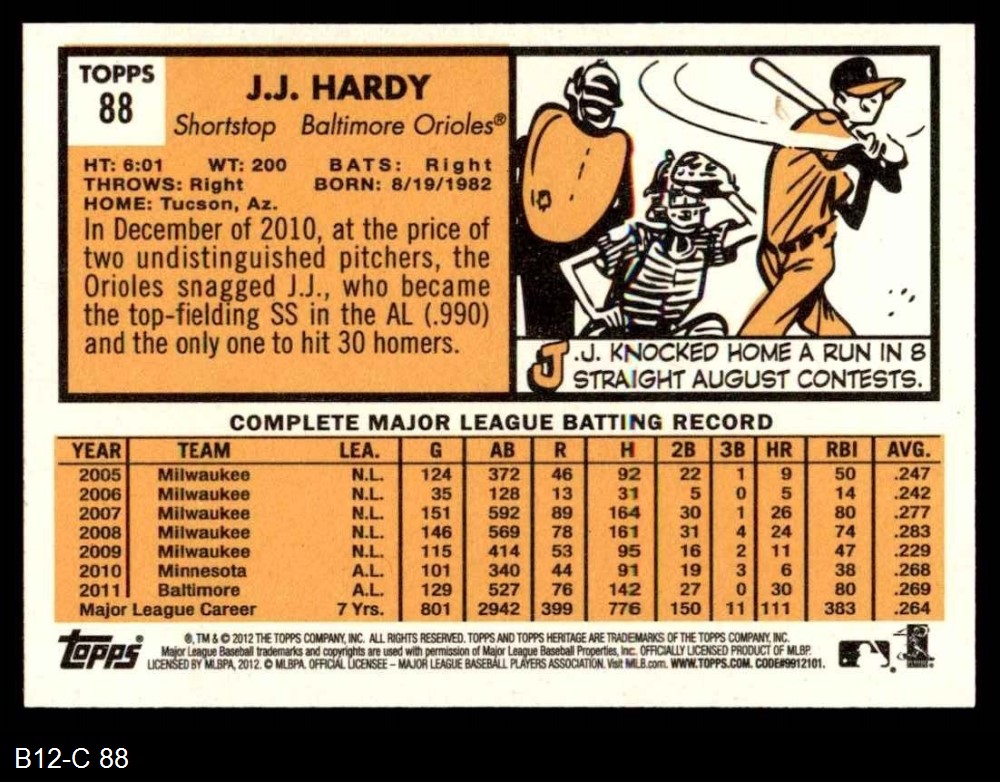 TOPPS
88
J.J. HARDY
Shortstop Baltimore Orioles®
HT: 6:01 WT: 200 BATS: Right
THROWS: Right BORN: 8/19/1982
HOME: Tucson, Az.
In December of 2010, at the price of
two undistinguished pitchers, the
Orioles snagged J.J., who became
the top-fielding SS in the AL (.990)
and the only one to hit 30 homers.
J.J. KNOCKED HOME A RUN IN 8
STRAIGHT AUGUST CONTESTS.
COMPLETE MAJOR LEAGUE BATTING RECORD
YEAR TEAM LEA. G AB R H 2B 3B HR RBI AVG.
2005 Milwaukee N.L. 124 372 46 92 22 1 9 50 .247
2006 Milwaukee N.L. 35 128 13 31 5 0 5 14 .242
2007 Milwaukee N.L. 151 592 89 164 30 1 26 80 .277
2008 Milwaukee N.L. 146 569 78 161 31 4 24 74 .283
2009 Milwaukee N.L. 115 414 53 95 16 2 11 47 .229
2010 Minnesota A.L. 101 340 44 91 19 3 6 38 .268
2011 Baltimore A.L. 129 527 76 142 27 0 30 80 .269
Major League Career 7 Yrs. 801 2942 399 776 150 11 111 383 .264
Topps
®, TM & © 2012 THE TOPPS COMPANY, INC. ALL RIGHTS RESERVED. TOPPS AND TOPPS HERITAGE ARE TRADEMARKS OF THE TOPPS COMPANY, INC.
Major League Baseball trademarks and copyrights are used with permission of Major League Baseball Properties, Inc. OFFICIALLY LICENSED PRODUCT OF MLBP.
LICENSED BY MLBPA, 2012. © MLBPA. OFFICIAL LICENSEE – MAJOR LEAGUE BASEBALL PLAYERS ASSOCIATION. Visit MLB.com. WWW.TOPPS.COM. CODE#9912101.
B12-C 88